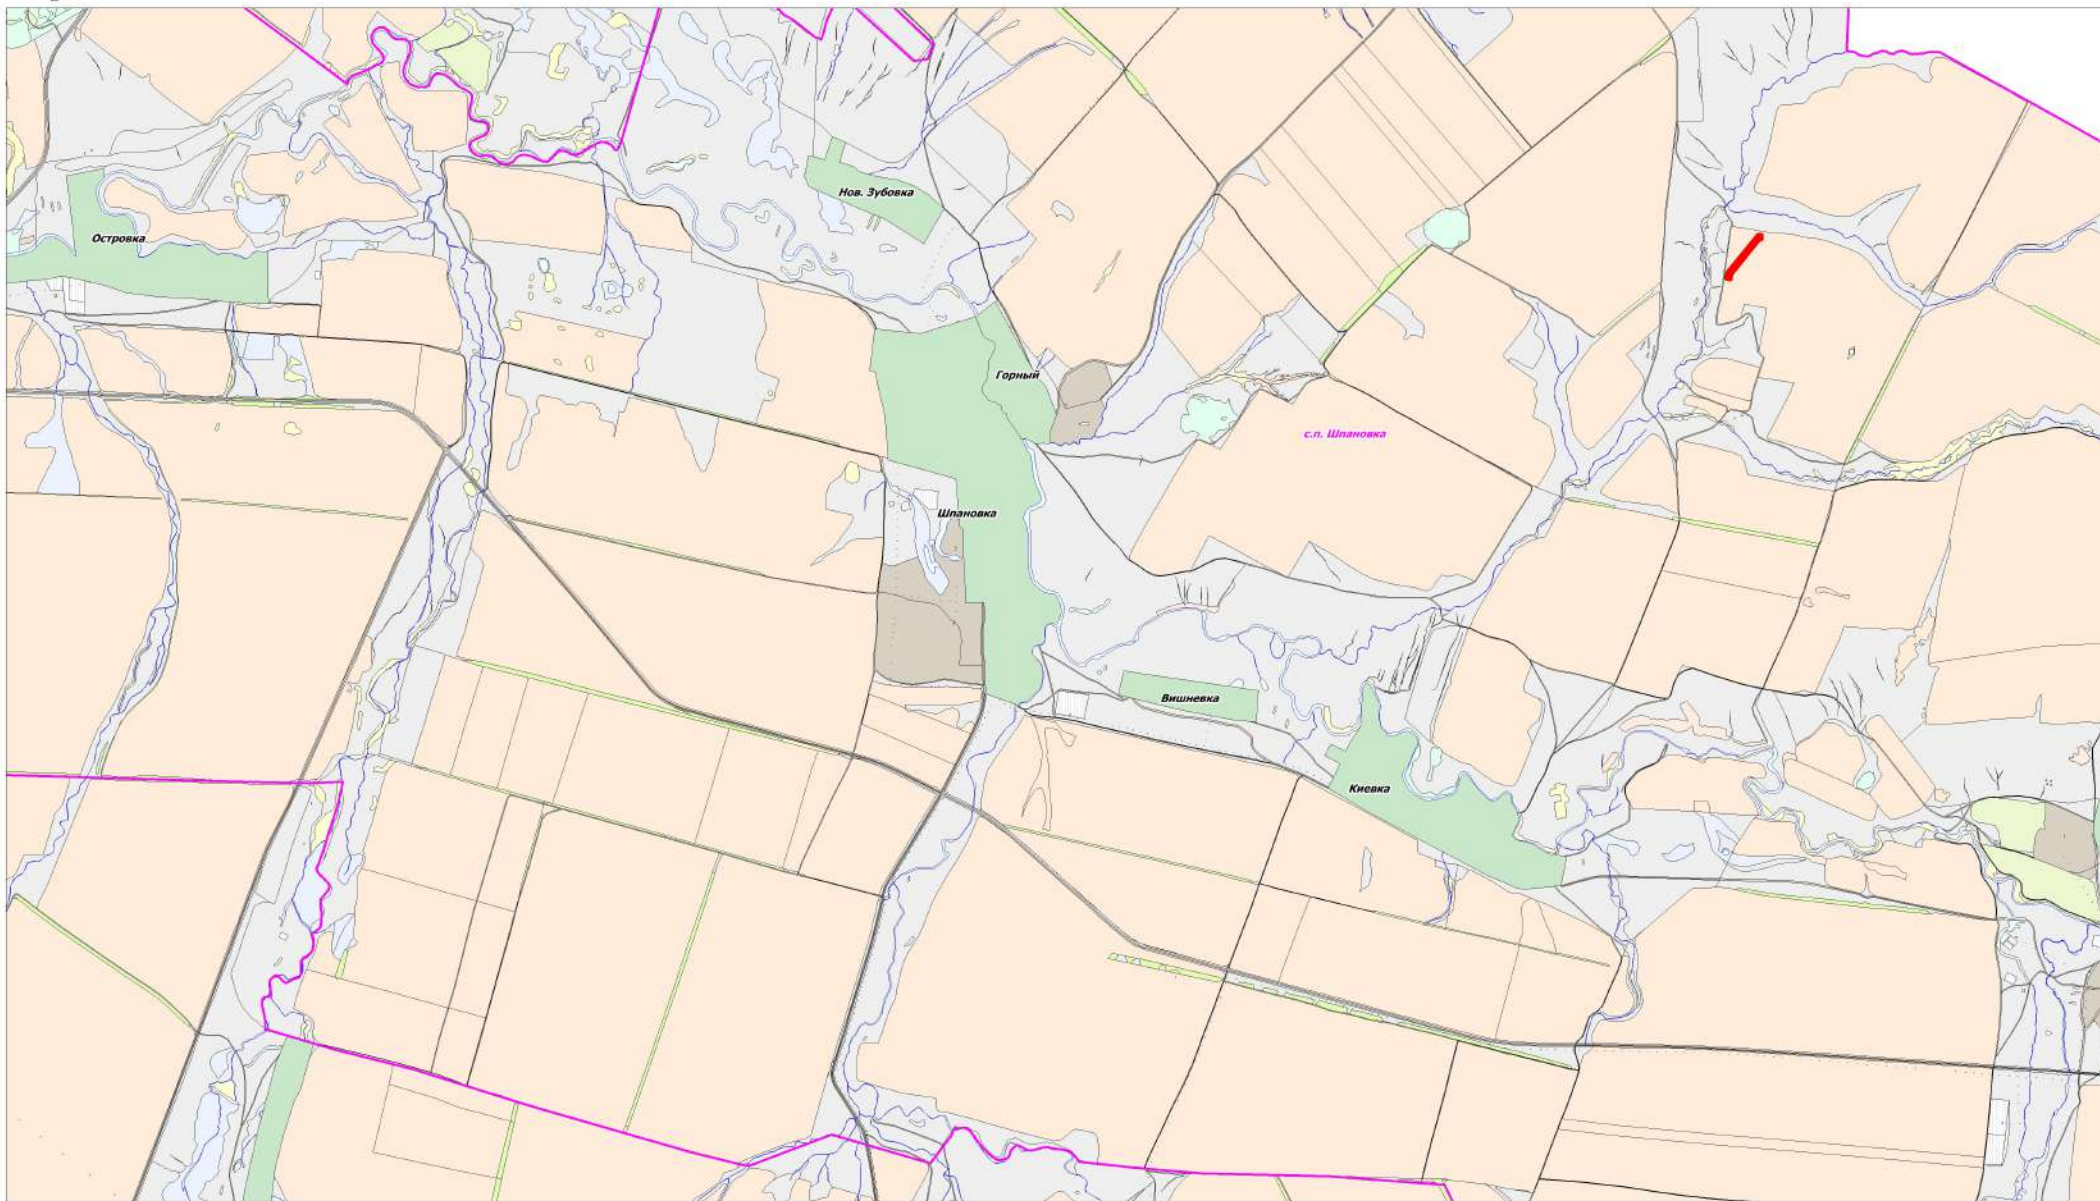 Нов. Зубовка
Островка
Горный
с.п. Шпановка
Шпановка
Вишневка
Киевка